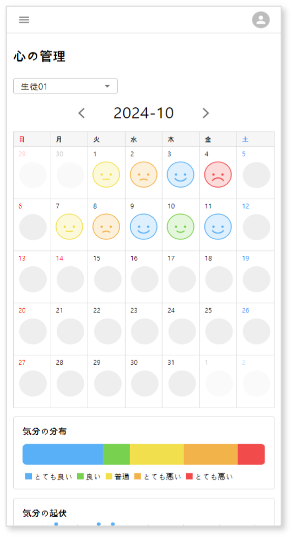 心の管理
生徒01
2024-10
日 月 火 水 木 金 土
29 30 1 2 3 4 5
6 7 8 9 10 11 12
13 14 15 16 17 18 19
20 21 22 23 24 25 26
27 28 29 30 31 1 2
気分の分布
とても良い 良い 普通 とても悪い とても悪い
気分の起伏